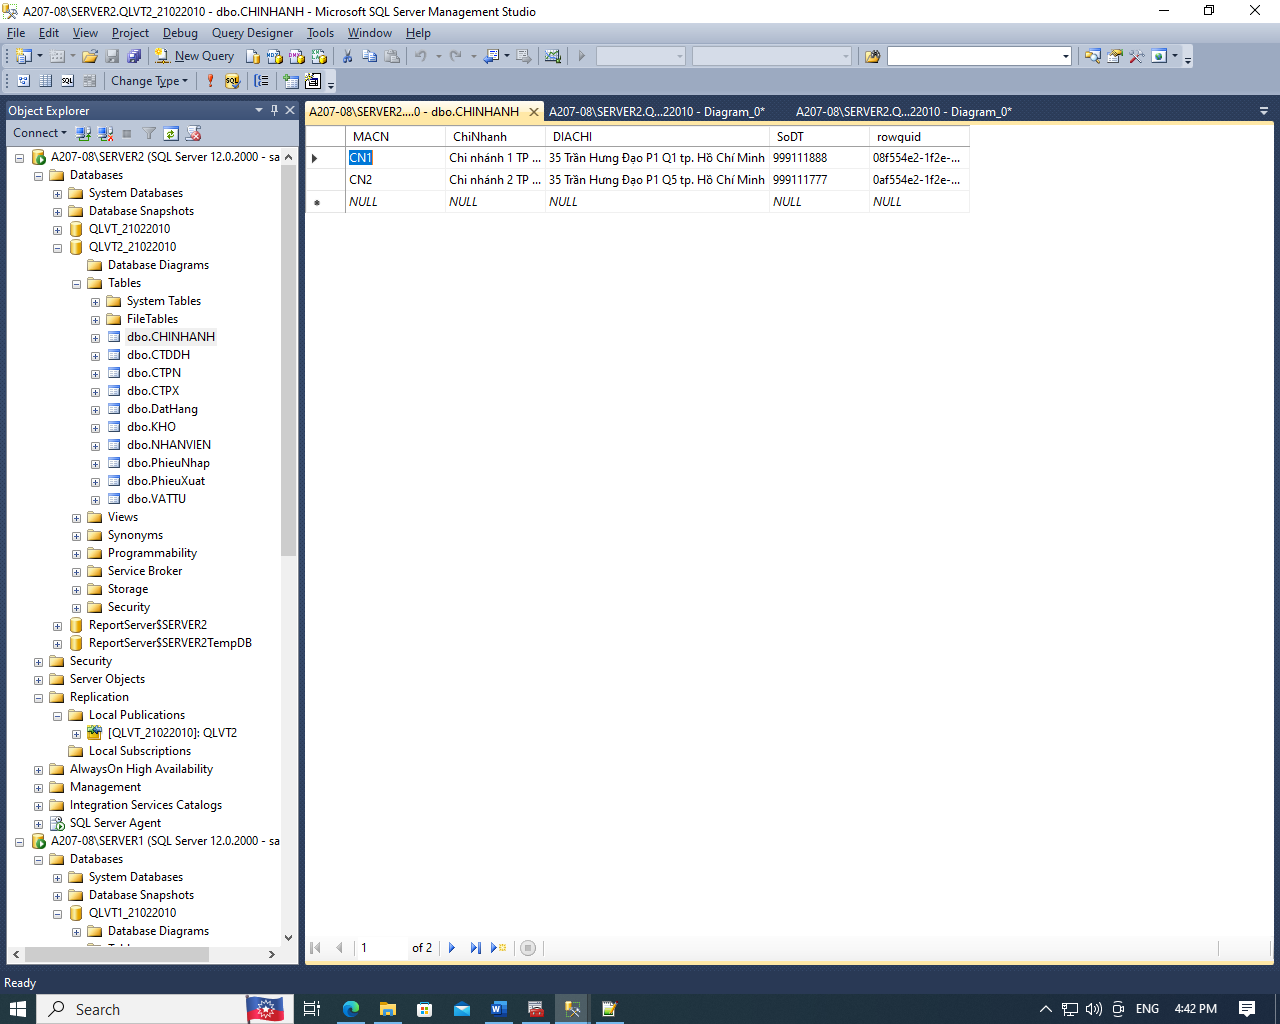 A207-08\SERVER2.QLVT2_21022010 - dbo.CHINHANH - Microsoft SQL Server Management Studio
File Edit View Project Debug Query Designer Tools Window Help
New Query
Change Type
Object Explorer
Connect
A207-08\SERVER2 (SQL Server 12.0.2000 - sa
Databases
System Databases
Database Snapshots
QLVT_21022010
QLVT2_21022010
Database Diagrams
Tables
System Tables
FileTables
dbo.CHINHANH
dbo.CTDDH
dbo.CTPN
dbo.CTPX
dbo.DatHang
dbo.KHO
dbo.NHANVIEN
dbo.PhieuNhap
dbo.PhieuXuat
dbo.VATTU
Views
Synonyms
Programmability
Service Broker
Storage
Security
ReportServer$SERVER2
ReportServer$SERVER2TempDB
Security
Server Objects
Replication
Local Publications
[QLVT_21022010]: QLVT2
Local Subscriptions
AlwaysOn High Availability
Management
Integration Services Catalogs
SQL Server Agent
A207-08\SERVER1 (SQL Server 12.0.2000 - sa
Databases
System Databases
Database Snapshots
QLVT1_21022010
Database Diagrams
A207-08\SERVER2....0 - dbo.CHINHANH A207-08\SERVER2.Q...22010 - Diagram_0* A207-08\SERVER2.Q...22010 - Diagram_0*
MACN ChiNhanh DIACHI SoDT rowguid
CN1 Chi nhánh 1 TP ... 35 Trần Hưng Đạo P1 Q1 tp. Hồ Chí Minh 999111888 08f554e2-1f2e-...
CN2 Chi nhánh 2 TP ... 35 Trần Hưng Đạo P1 Q5 tp. Hồ Chí Minh 999111777 0af554e2-1f2e-...
NULL NULL NULL NULL NULL
1 of 2
Ready
Search
ENG 4:42 PM